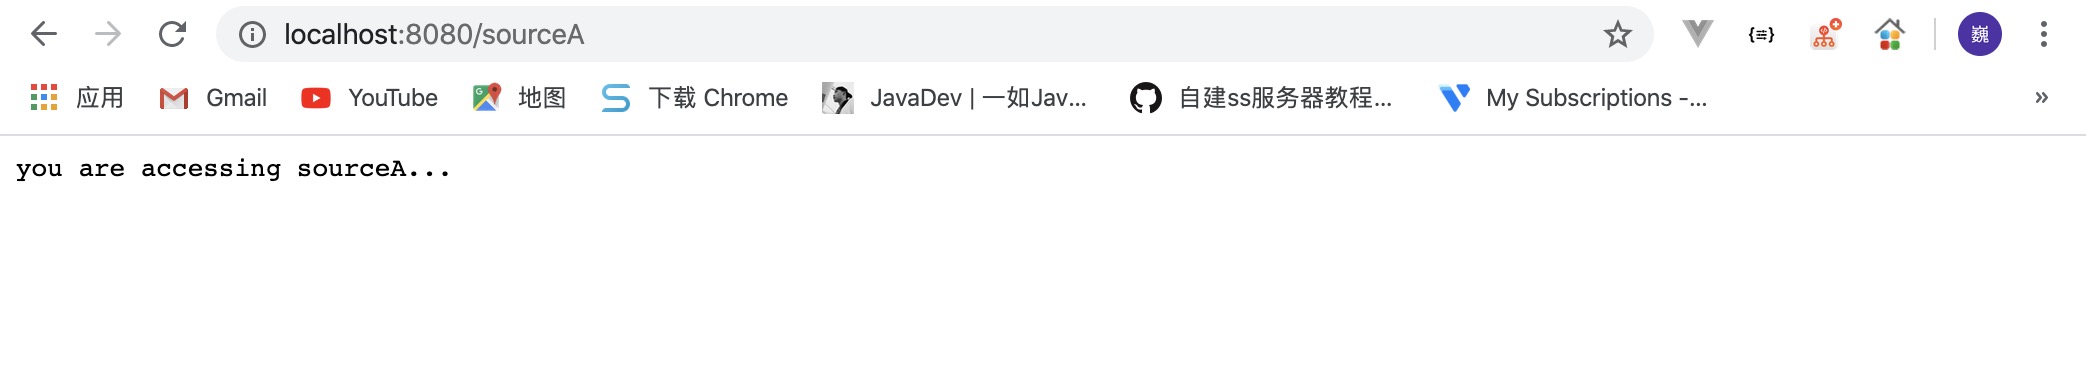 localhost:8080/sourceA
巍
应用 Gmail YouTube 地图 下载 Chrome JavaDev | 一如Jav... 自建ss服务器教程... My Subscriptions -...
you are accessing sourceA...